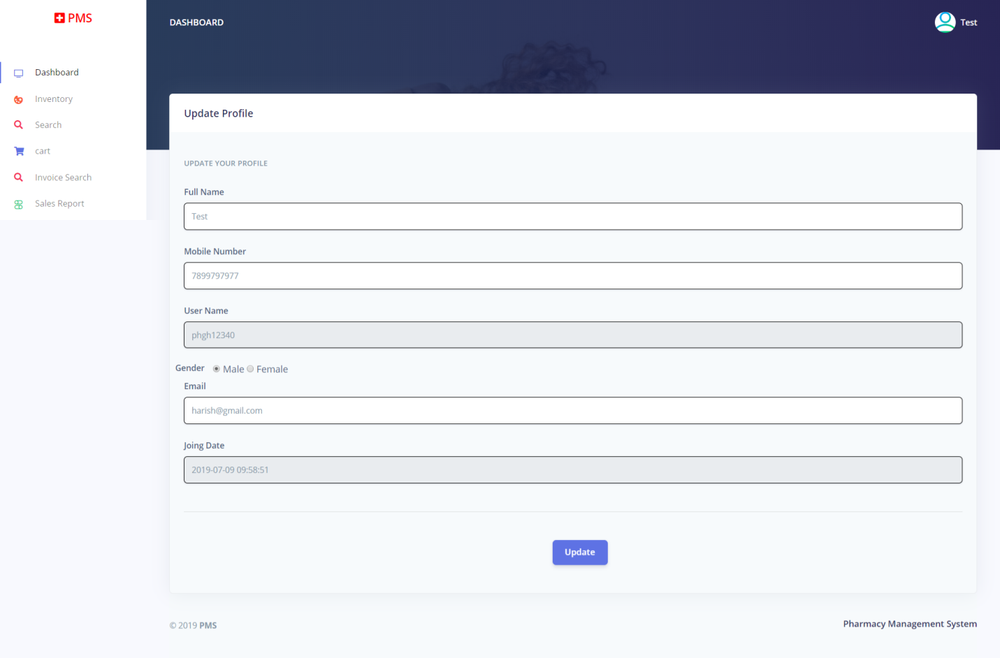 PMS
DASHBOARD
Test
Dashboard
Inventory
Search
cart
Invoice Search
Sales Report
Update Profile
UPDATE YOUR PROFILE
Full Name
Test
Mobile Number
7899797977
User Name
phgh12340
Gender Male Female
Email
harish@gmail.com
Joing Date
2019-07-09 09:58:51
Update
© 2019 PMS
Pharmacy Management System